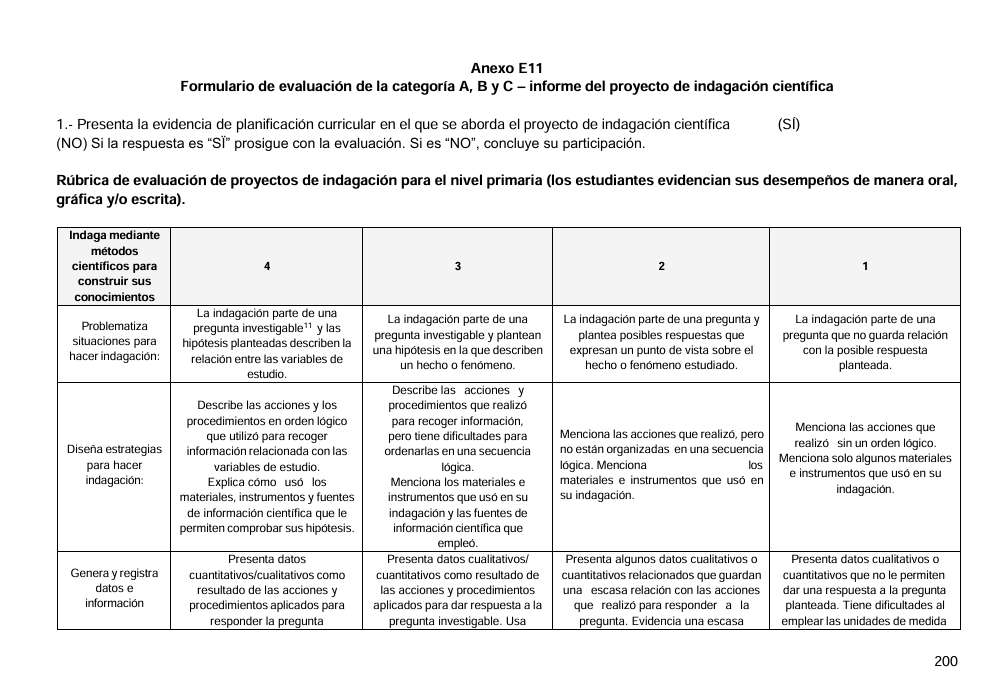 Anexo E11
Formulario de evaluación de la categoría A, B y C – informe del proyecto de indagación científica
1.- Presenta la evidencia de planificación curricular en el que se aborda el proyecto de indagación científica (SÍ)
(NO) Si la respuesta es “SÏ” prosigue con la evaluación. Si es “NO”, concluye su participación.
Rúbrica de evaluación de proyectos de indagación para el nivel primaria (los estudiantes evidencian sus desempeños de manera oral,
gráfica y/o escrita).
Indaga mediante
métodos
científicos para
construir sus
conocimientos
4
3
2
1
Problematiza
situaciones para
hacer indagación:
La indagación parte de una
pregunta investigable¹¹ y las
hipótesis planteadas describen la
relación entre las variables de
estudio.
La indagación parte de una
pregunta investigable y plantean
una hipótesis en la que describen
un hecho o fenómeno.
La indagación parte de una pregunta y
plantea posibles respuestas que
expresan un punto de vista sobre el
hecho o fenómeno estudiado.
La indagación parte de una
pregunta que no guarda relación
con la posible respuesta
planteada.
Diseña estrategias
para hacer
indagación:
Describe las acciones y los
procedimientos en orden lógico
que utilizó para recoger
información relacionada con las
variables de estudio.
Explica cómo usó los
materiales, instrumentos y fuentes
de información científica que le
permiten comprobar sus hipótesis.
Describe las acciones y
procedimientos que realizó
para recoger información,
pero tiene dificultades para
ordenarlas en una secuencia
lógica.
Menciona los materiales e
instrumentos que usó en su
indagación y las fuentes de
información científica que
empleó.
Menciona las acciones que realizó, pero
no están organizadas en una secuencia
lógica. Menciona los
materiales e instrumentos que usó en
su indagación.
Menciona las acciones que
realizó sin un orden lógico.
Menciona solo algunos materiales
e instrumentos que usó en su
indagación.
Genera y registra
datos e
información
Presenta datos
cuantitativos/cualitativos como
resultado de las acciones y
procedimientos aplicados para
responder la pregunta
Presenta datos cualitativos/
cuantitativos como resultado de
las acciones y procedimientos
aplicados para dar respuesta a la
pregunta investigable. Usa
Presenta algunos datos cualitativos o
cuantitativos relacionados que guardan
una escasa relación con las acciones
que realizó para responder a la
pregunta. Evidencia una escasa
Presenta datos cualitativos o
cuantitativos que no le permiten
dar una respuesta a la pregunta
planteada. Tiene dificultades al
emplear las unidades de medida
200